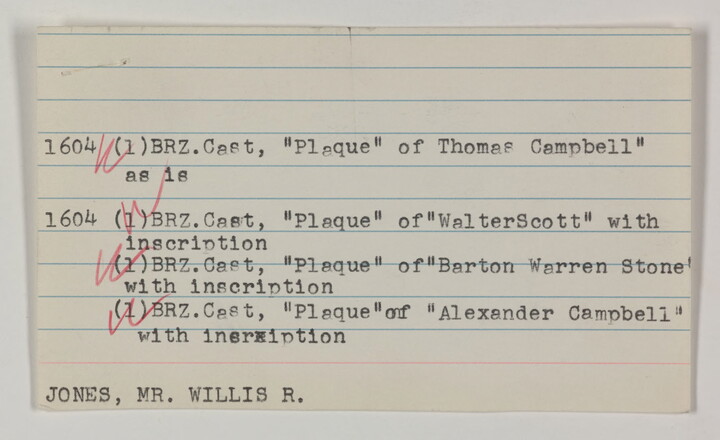 1604 (1)BRZ.Cast, "Plaque" of Thomas Campbell"
as is
1604 (1)BRZ.Cast, "Plaque" of"WalterScott" with
inscription
(1)BRZ.Cast, "Plaque" of"Barton Warren Stone"
with inscription
(1)BRZ.Cast, "Plaque"of "Alexander Campbell"
with inscription
JONES, MR. WILLIS R.